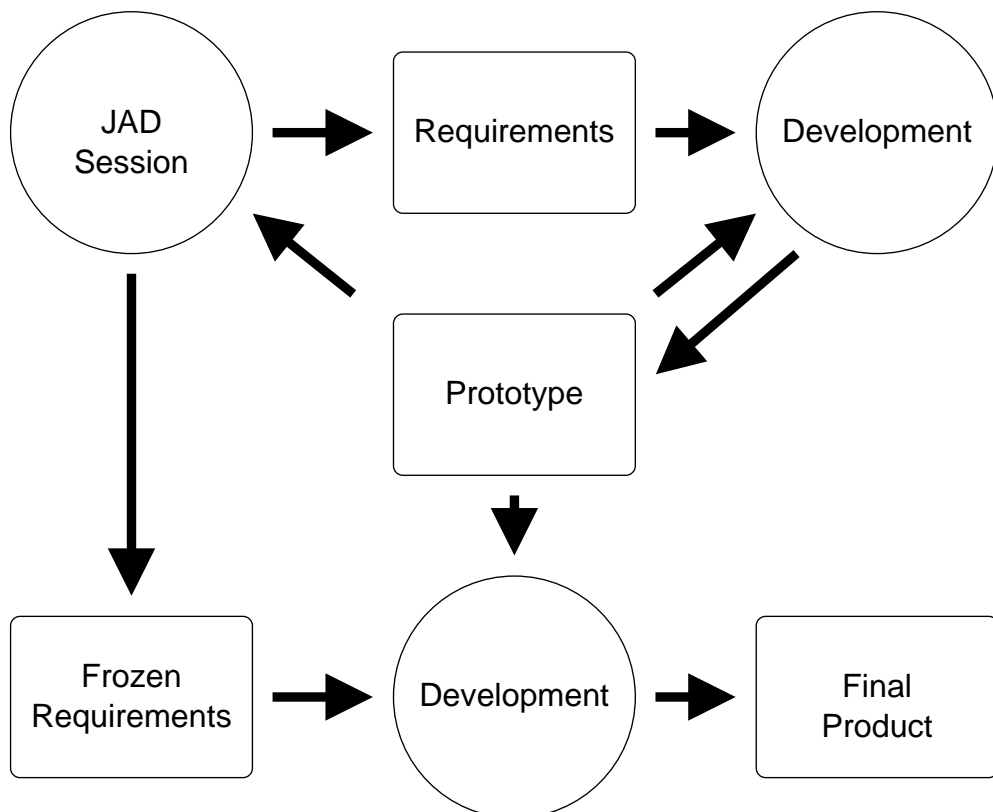 JAD
Session
Requirements
Development
Prototype
Frozen
Requirements
Development
Final
Product